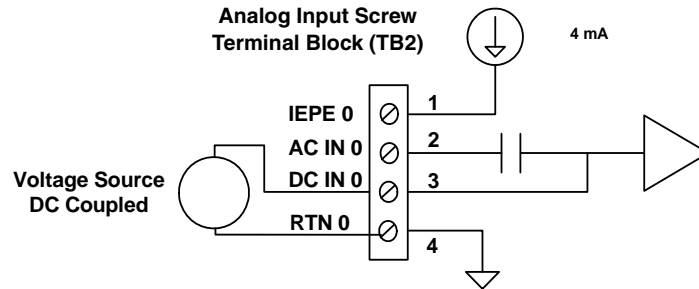 Analog Input Screw
Terminal Block (TB2)
4 mA
IEPE 0
1
AC IN 0
2
Voltage Source
DC Coupled
DC IN 0
3
RTN 0
4